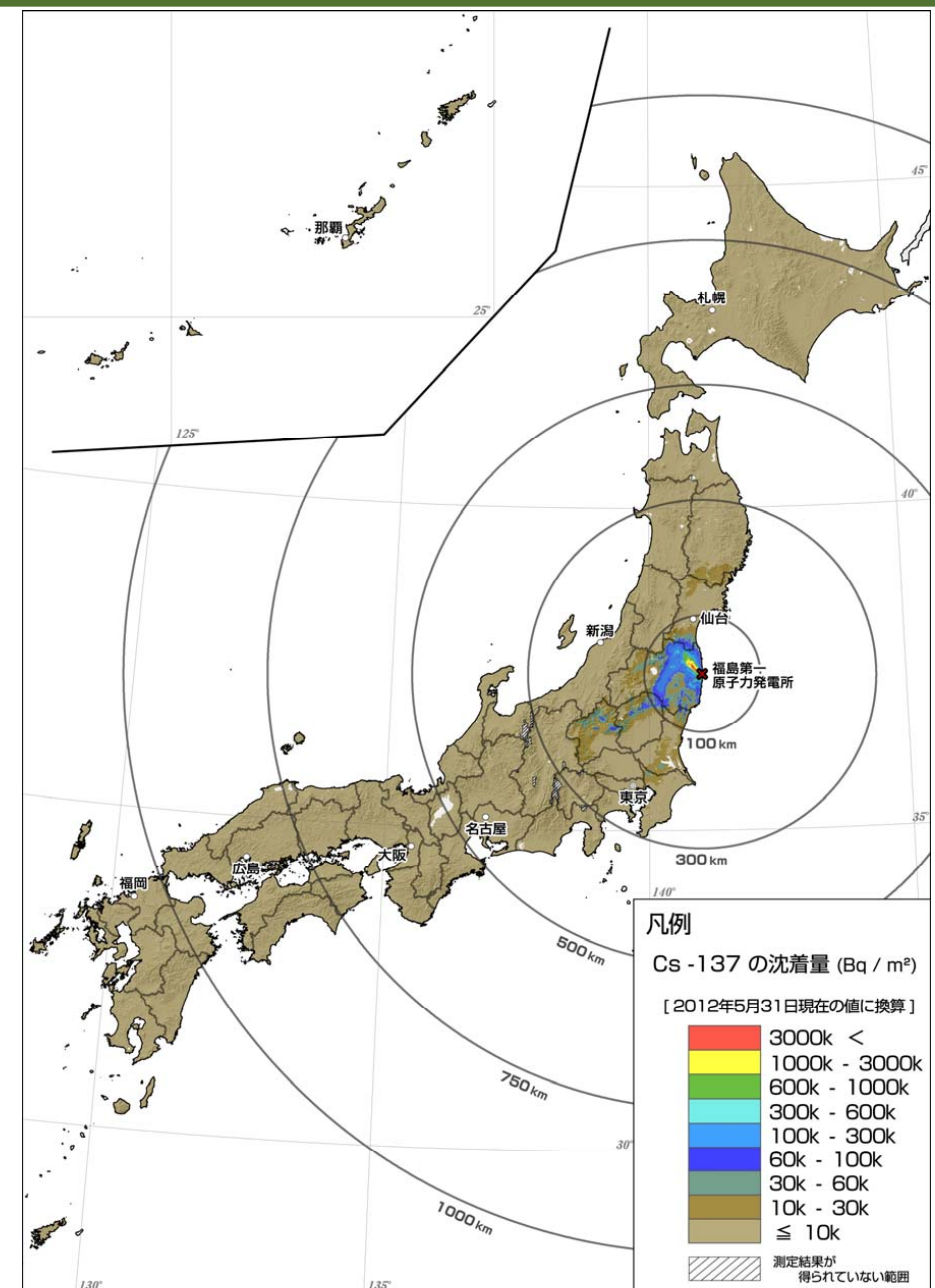 那覇
25°
125°
45°
札幌
40°
仙台
新潟
福島第一
原子力発電所
100 km
東京
名古屋
大阪
広島
福岡
35°
300 km
140°
500 km
750 km
30°
1000 km
130°
135°
凡例
Cs -137 の沈着量 (Bq / m²)
[ 2012年5月31日現在の値に換算 ]
3000k <
1000k - 3000k
600k - 1000k
300k - 600k
100k - 300k
60k - 100k
30k - 60k
10k - 30k
≦ 10k
測定結果が
得られていない範囲